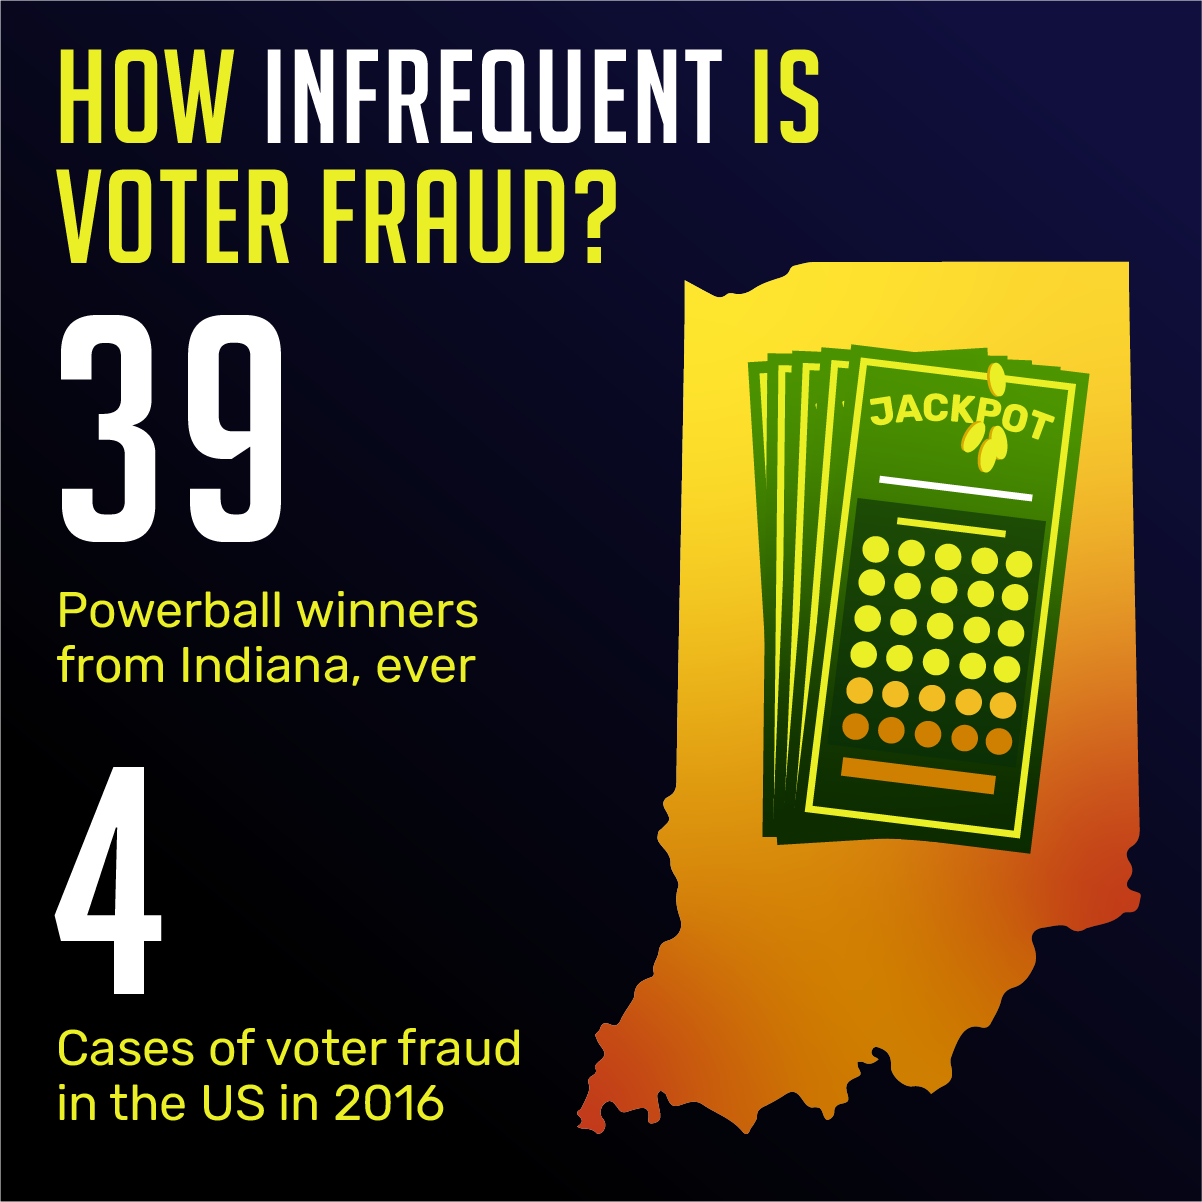 HOW INFREQUENT IS
VOTER FRAUD?
39
Powerball winners
from Indiana, ever
JACKPOT
4
Cases of voter fraud
in the US in 2016